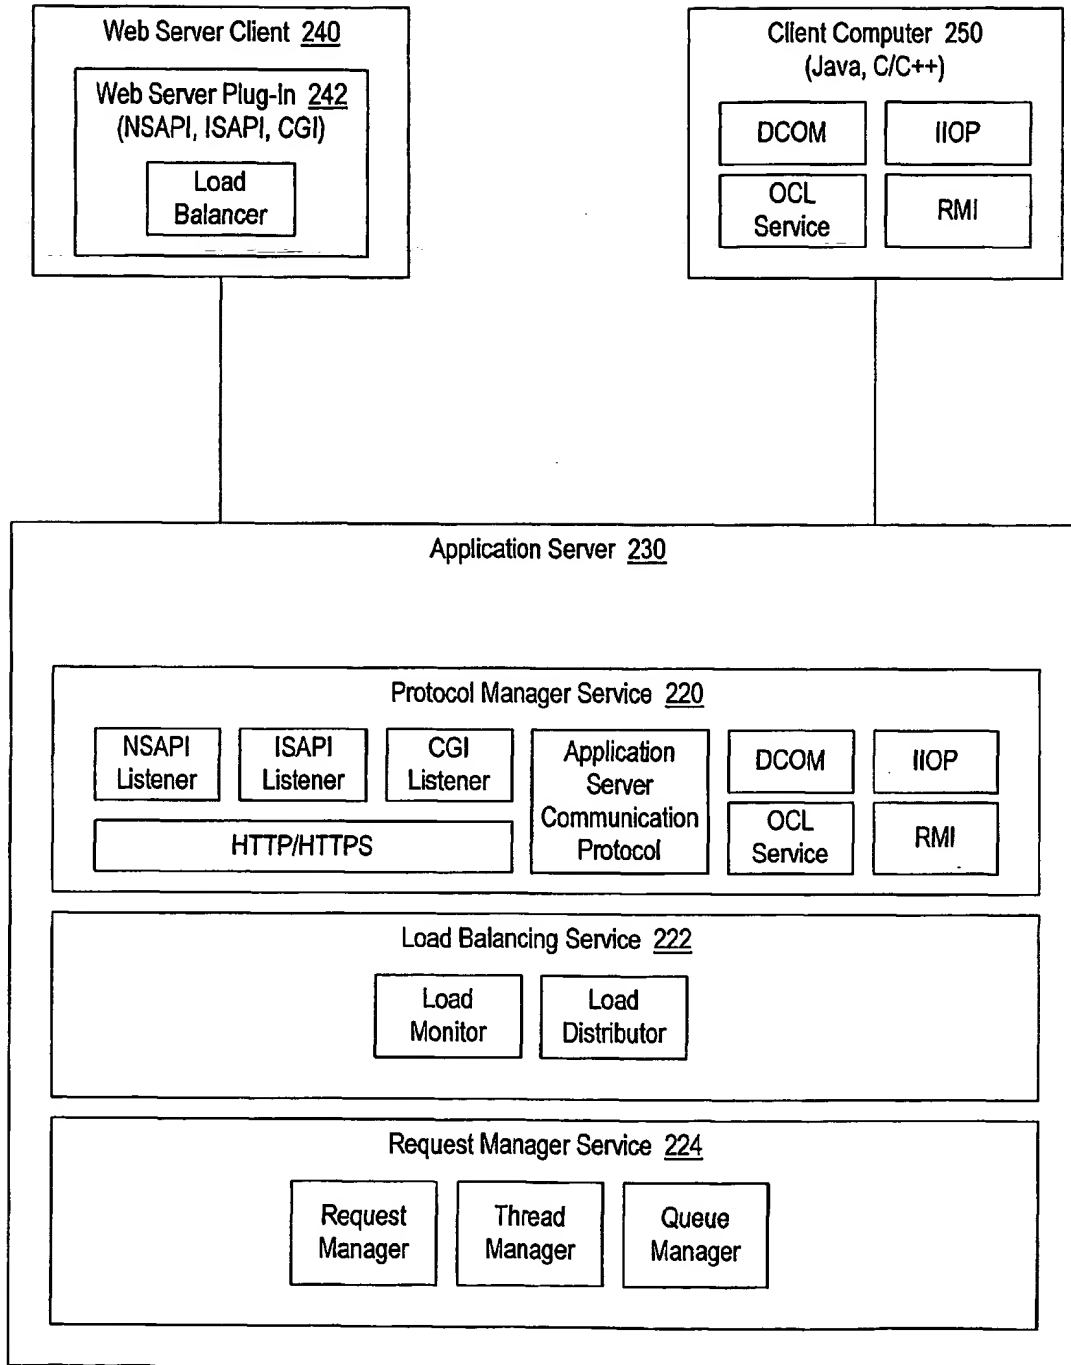 Web Server Client 240
Web Server Plug-In 242
(NSAPI, ISAPI, CGI)
Load
Balancer
Client Computer 250
(Java, C/C++)
DCOM
IIOP
OCL
Service
RMI
Application Server 230
Protocol Manager Service 220
NSAPI
Listener
ISAPI
Listener
CGI
Listener
HTTP/HTTPS
Application
Server
Communication
Protocol
DCOM
IIOP
OCL
Service
RMI
Load Balancing Service 222
Load
Monitor
Load
Distributor
Request Manager Service 224
Request
Manager
Thread
Manager
Queue
Manager